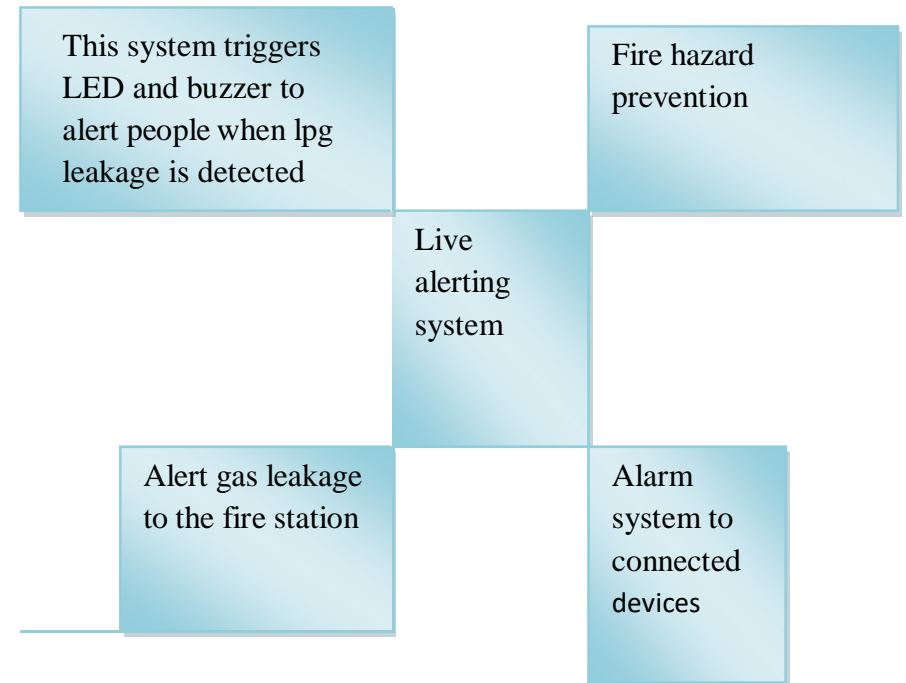 This system triggers
LED and buzzer to
alert people when lpg
leakage is detected
Fire hazard
prevention
Live
alerting
system
Alert gas leakage
to the fire station
Alarm
system to
connected
devices